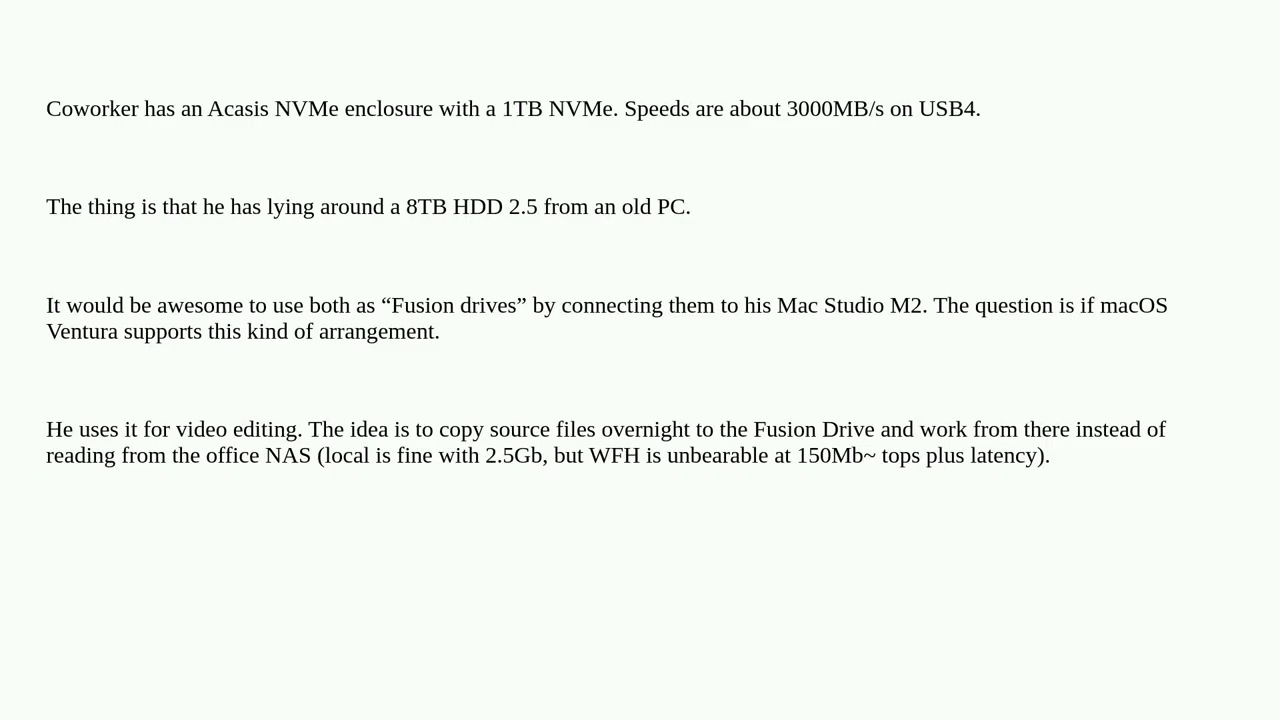 Coworker has an Acasis NVMe enclosure with a 1TB NVMe. Speeds are about 3000MB/s on USB4.
The thing is that he has lying around a 8TB HDD 2.5 from an old PC.
It would be awesome to use both as “Fusion drives” by connecting them to his Mac Studio M2. The question is if macOS
Ventura supports this kind of arrangement.
He uses it for video editing. The idea is to copy source files overnight to the Fusion Drive and work from there instead of
reading from the office NAS (local is fine with 2.5Gb, but WFH is unbearable at 150Mb~ tops plus latency).